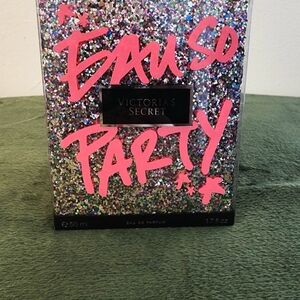 EAU SO
VICTORIA'S
SECRET
PARTY
EAU DE PARFUM
50 ml
1.7 fl oz